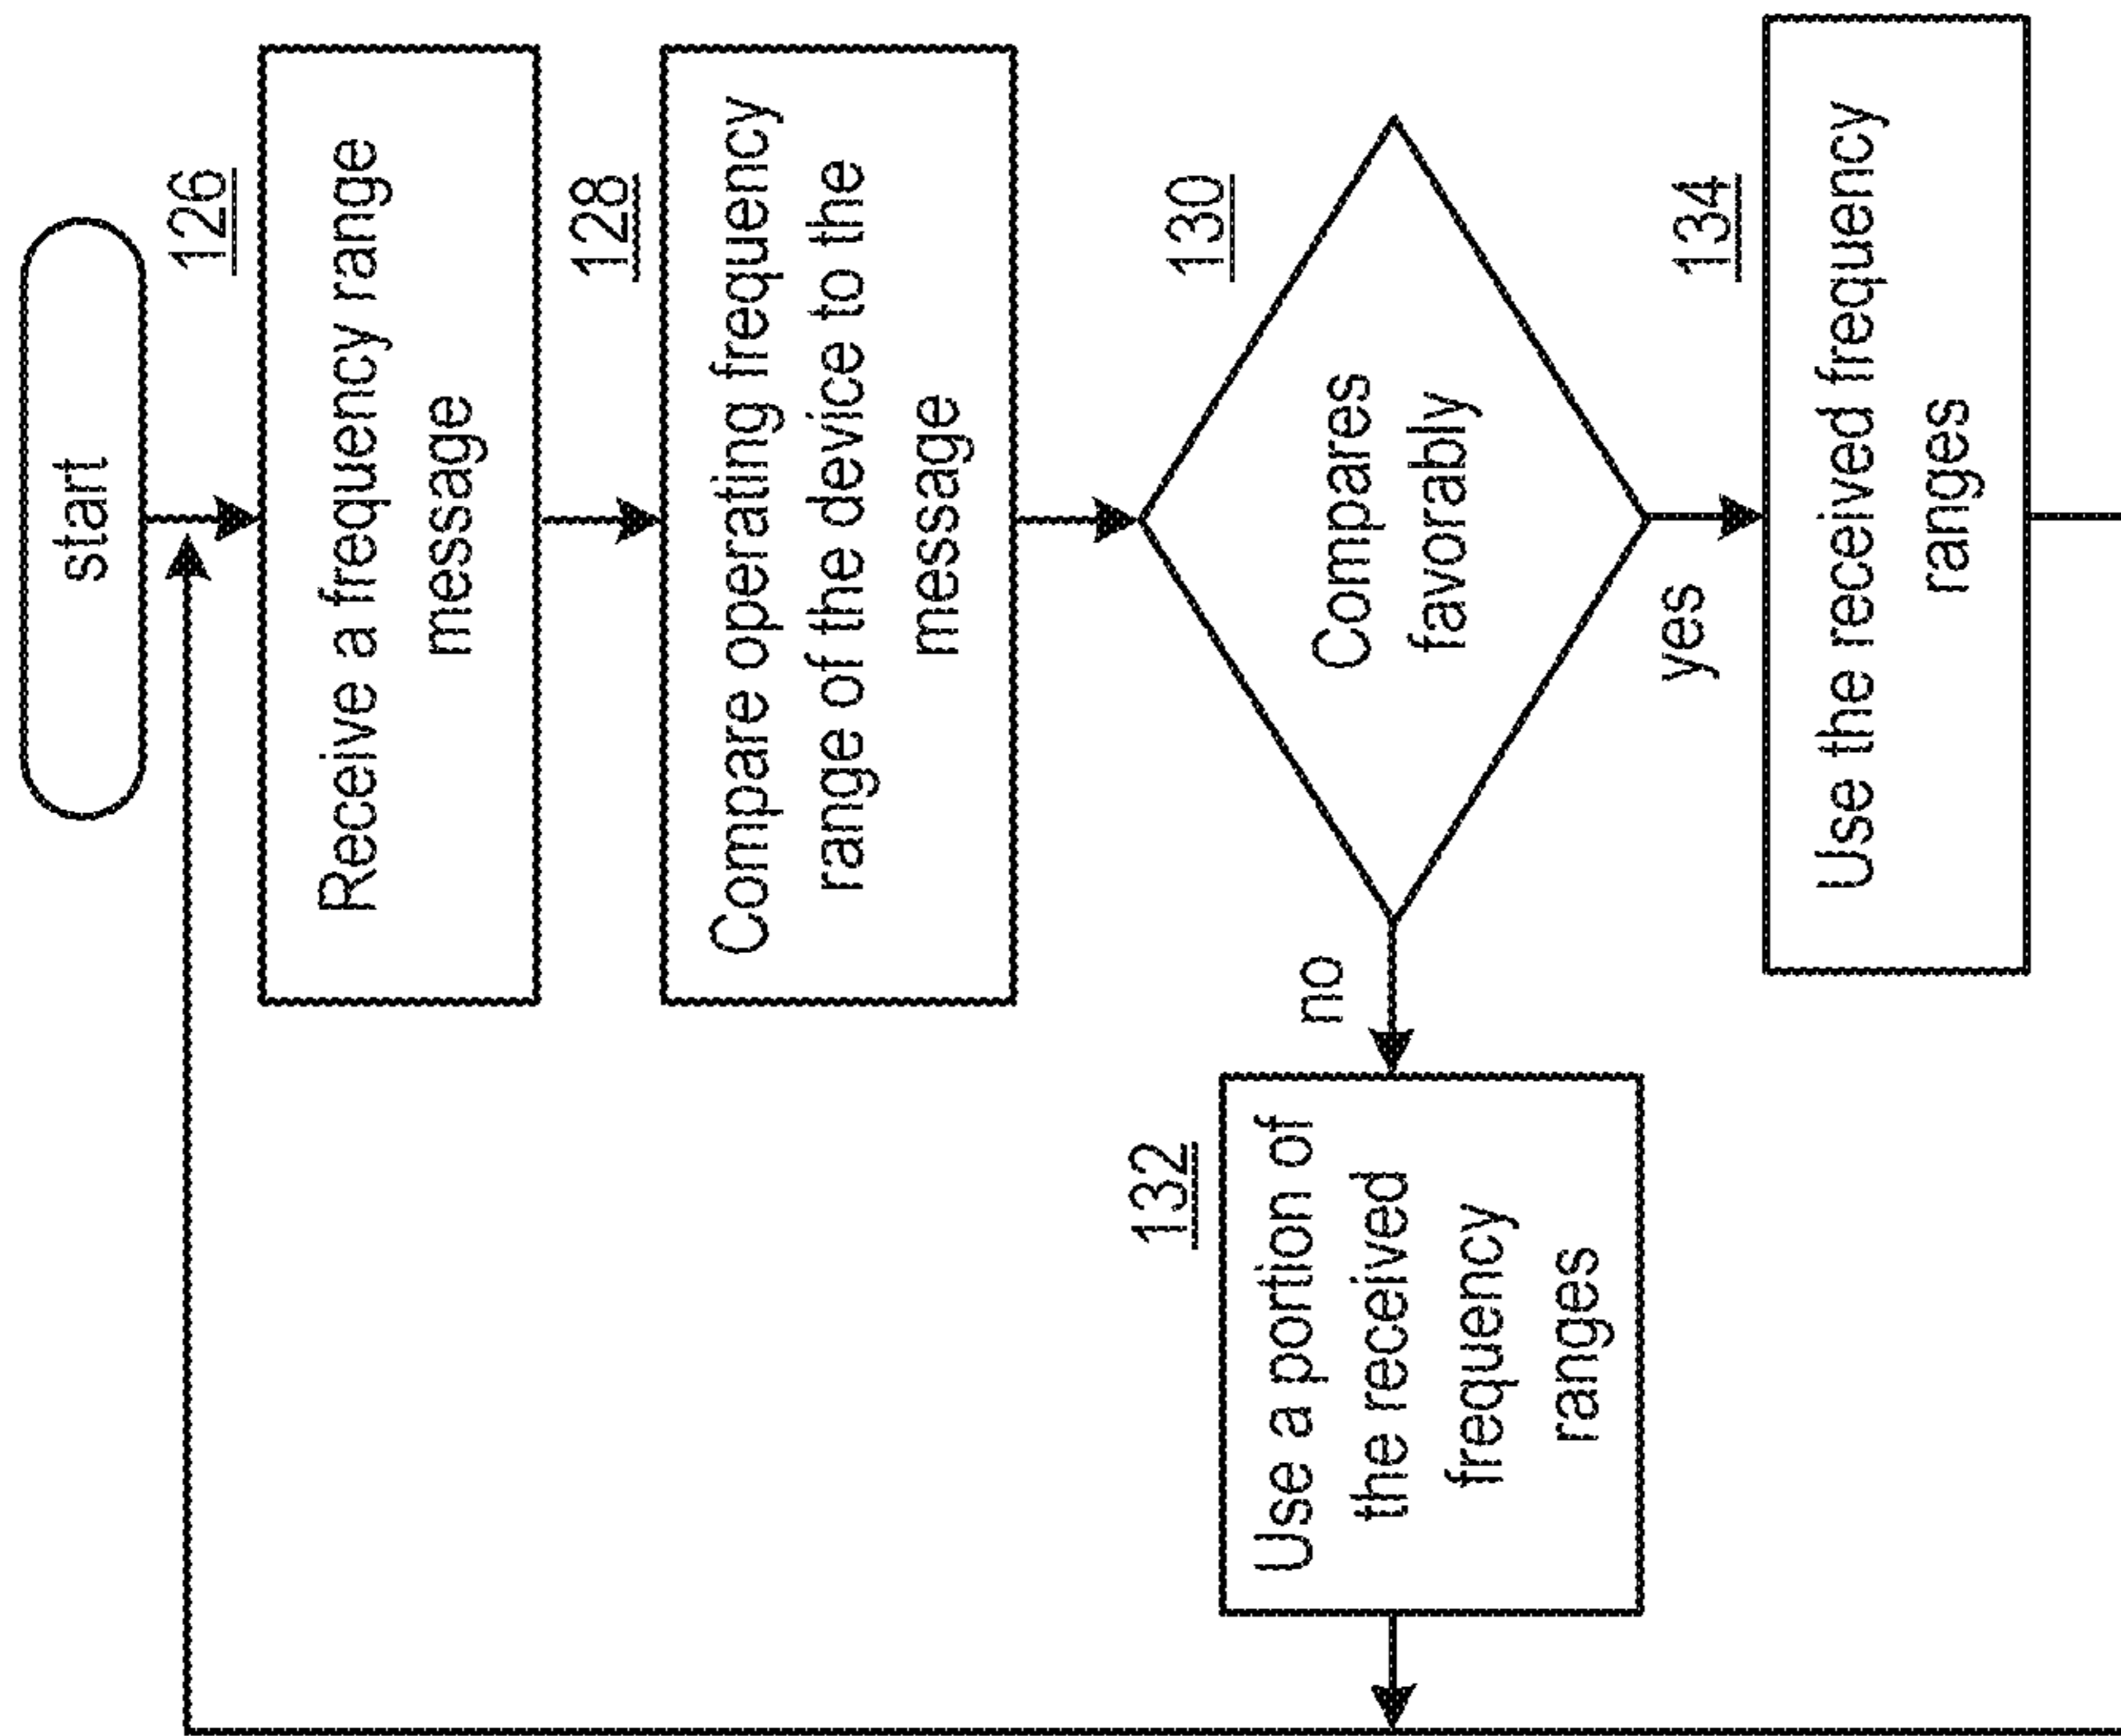 start
126
Receive a frequency range
message
128
Compare operating frequency
range of the device to the
message
130
Compares
favorably
no
yes
132
Use a portion of
the received
frequency
ranges
134
Use the received frequency
ranges